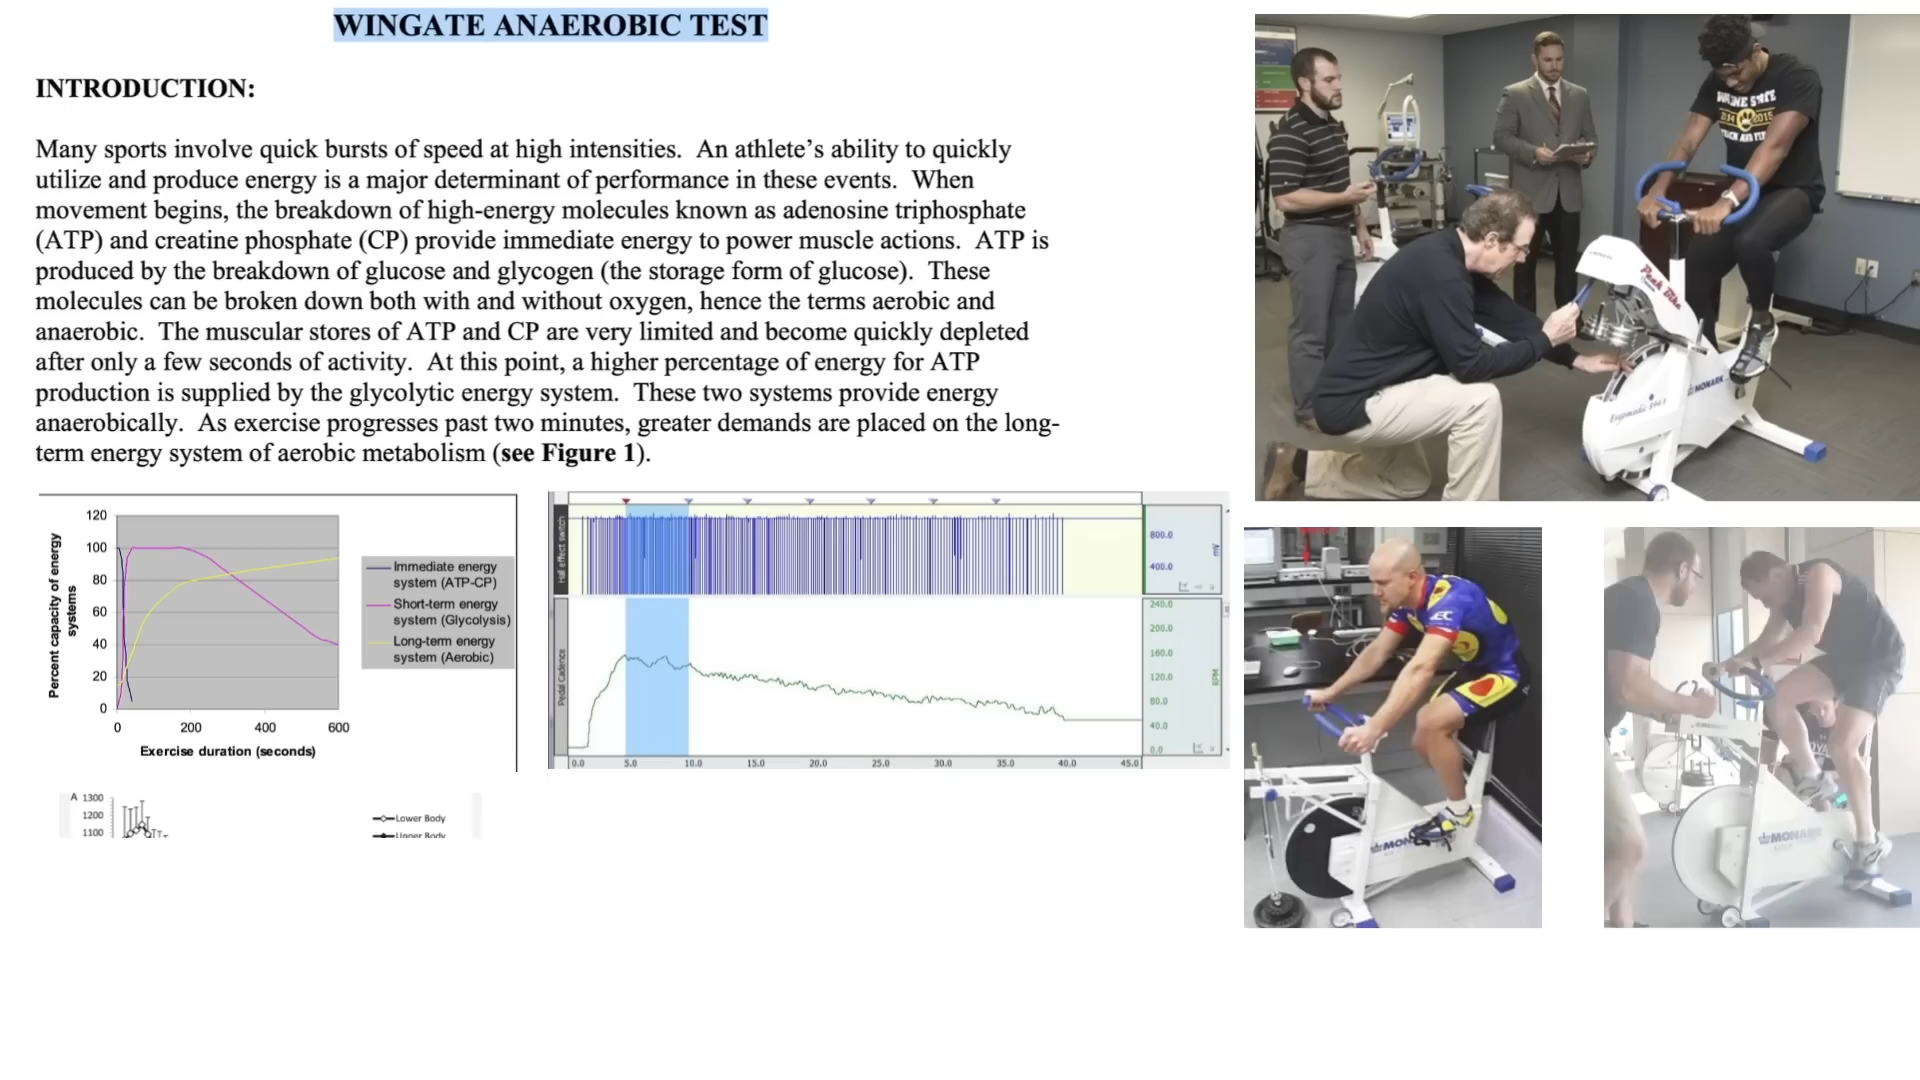 WINGATE ANAEROBIC TEST
INTRODUCTION:
Many sports involve quick bursts of speed at high intensities.  An athlete’s ability to quickly
utilize and produce energy is a major determinant of performance in these events.  When
movement begins, the breakdown of high-energy molecules known as adenosine triphosphate
(ATP) and creatine phosphate (CP) provide immediate energy to power muscle actions.  ATP is
produced by the breakdown of glucose and glycogen (the storage form of glucose).  These
molecules can be broken down both with and without oxygen, hence the terms aerobic and
anaerobic.  The muscular stores of ATP and CP are very limited and become quickly depleted
after only a few seconds of activity.  At this point, a higher percentage of energy for ATP
production is supplied by the glycolytic energy system.  These two systems provide energy
anaerobically.  As exercise progresses past two minutes, greater demands are placed on the long-
term energy system of aerobic metabolism (see Figure 1).
Percent capacity of energy
systems
120
100
80
60
40
20
0
0 200 400 600
Exercise duration (seconds)
Immediate energy
system (ATP-CP)
Short-term energy
system (Glycolysis)
Long-term energy
system (Aerobic)
Hall effect switch
800.0
400.0
mV
Pedal Cadence
240.0
200.0
160.0
120.0
80.0
40.0
0.0
RPM
0.0 5.0 10.0 15.0 20.0 25.0 30.0 35.0 40.0 45.0
A 1300
1200
1100
Lower Body
Upper Body
2014 2015
Peak Bike
MONARK
MONARK